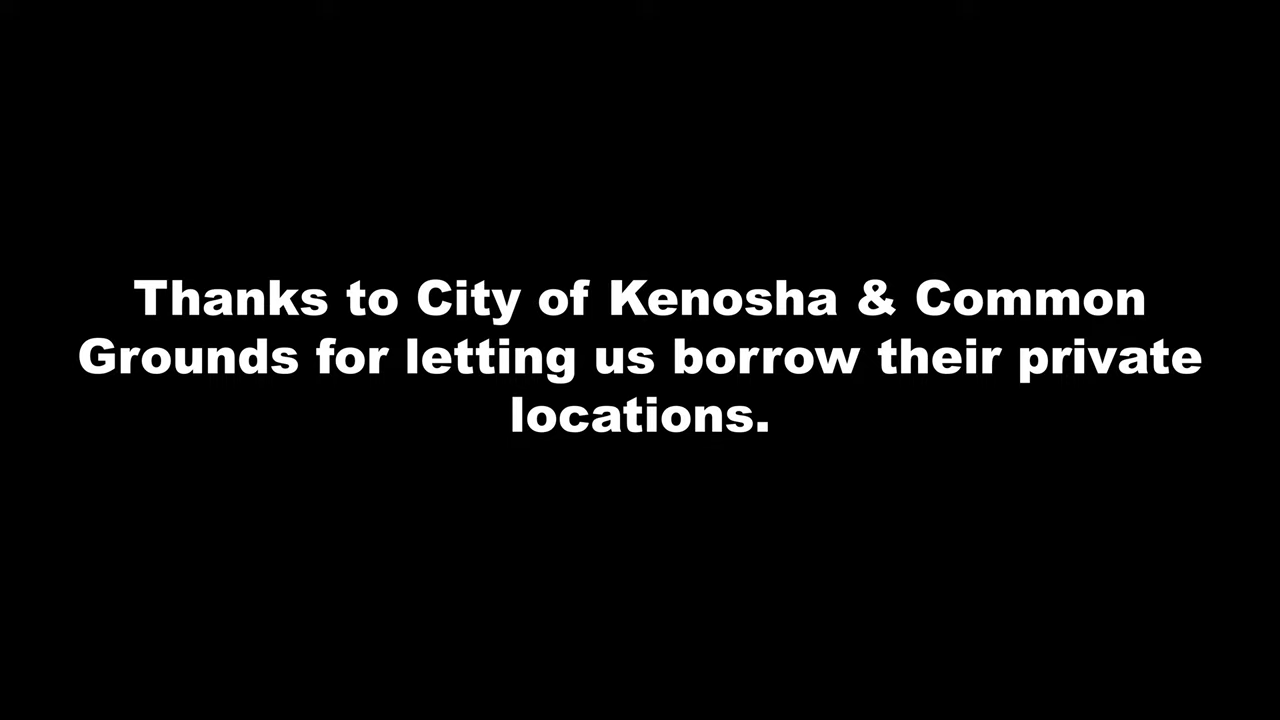 Thanks to City of Kenosha & Common
Grounds for letting us borrow their private
locations.